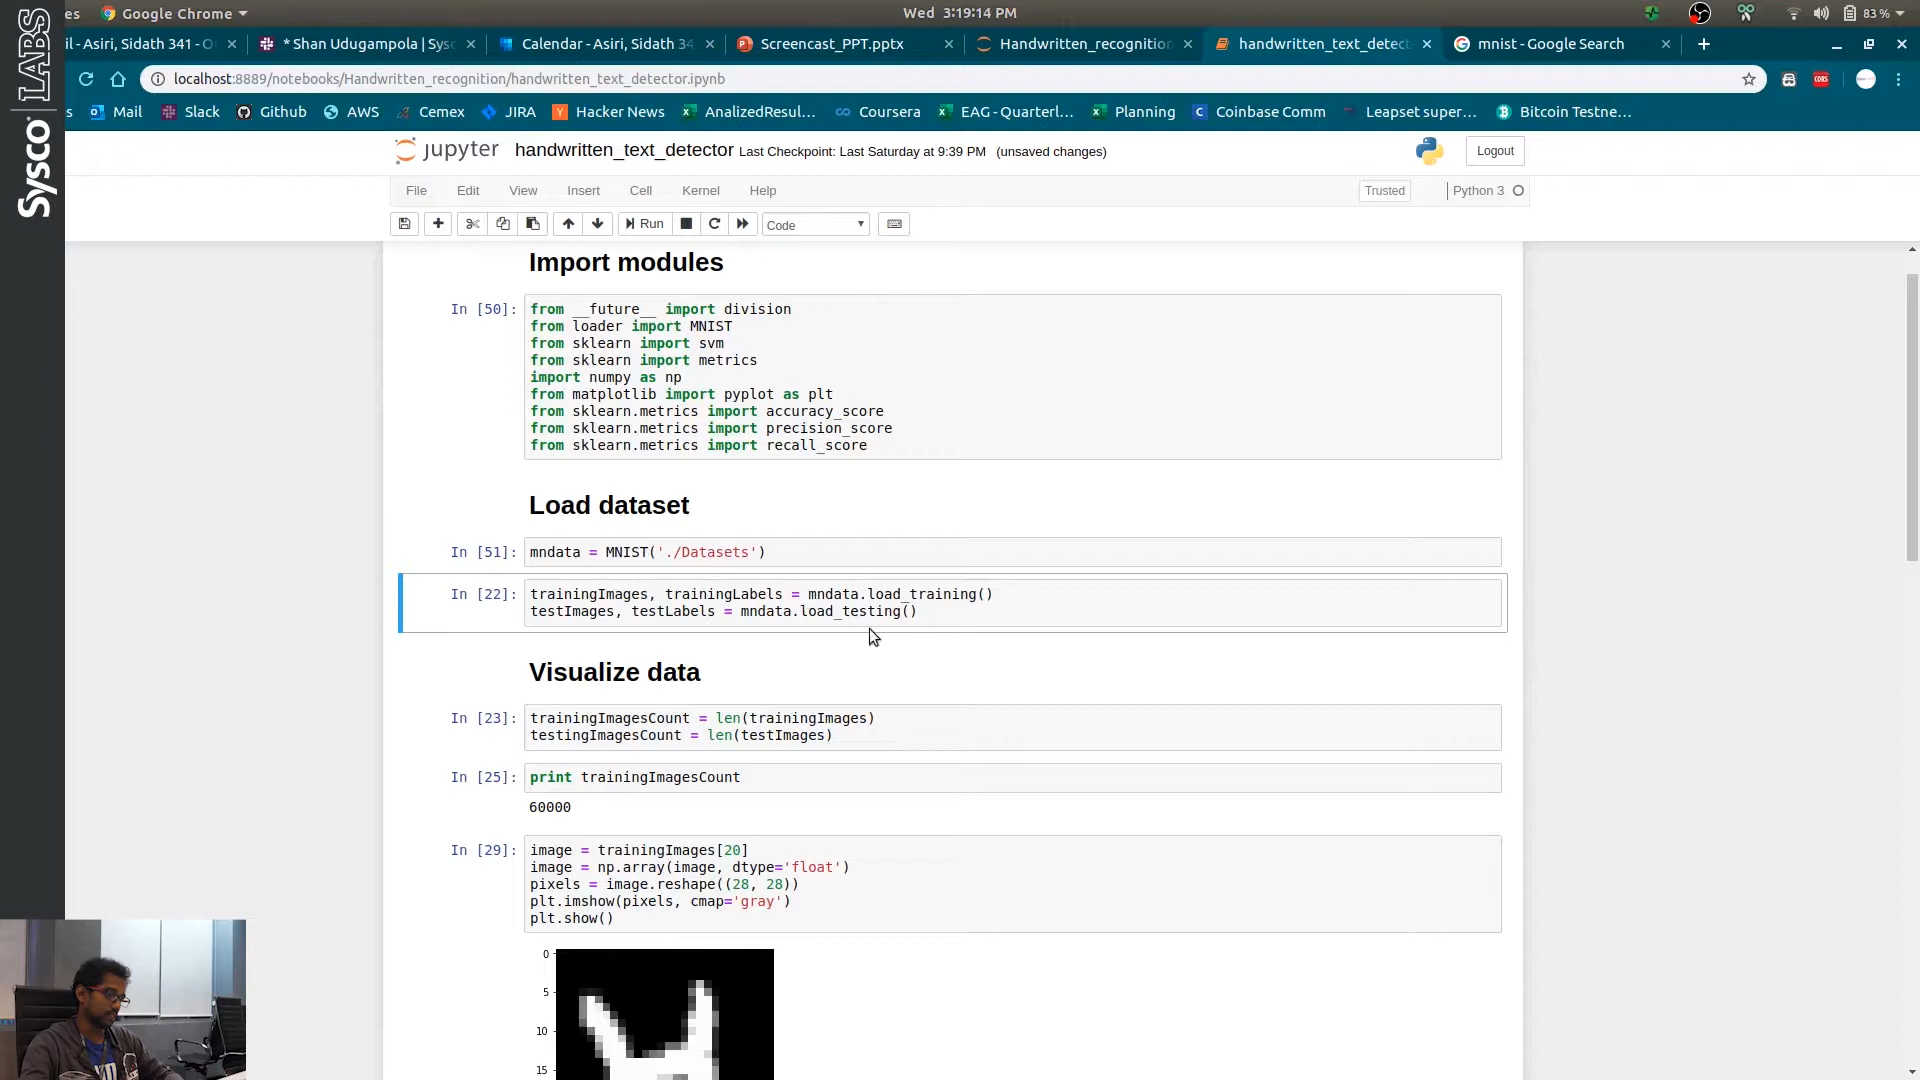 es Google Chrome Wed 3:19:14 PM 83 %
il - Asiri, Sidath 341 - O
* Shan Udugampola | Sys
Calendar - Asiri, Sidath 34
Screencast_PPT.pptx
Handwritten_recognition
handwritten_text_detect
mnist - Google Search
localhost:8889/notebooks/Handwritten_recognition/handwritten_text_detector.ipynb
s Mail Slack Github AWS Cemex JIRA Hacker News AnalizedResul... Coursera EAG - Quarterl... Planning Coinbase Comm Leapset super... Bitcoin Testne...
Sysco LABS
jupyter handwritten_text_detector Last Checkpoint: Last Saturday at 9:39 PM (unsaved changes) Logout
File Edit View Insert Cell Kernel Help Trusted Python 3
Run Code
Import modules
In [50]: from __future__ import division
from loader import MNIST
from sklearn import svm
from sklearn import metrics
import numpy as np
from matplotlib import pyplot as plt
from sklearn.metrics import accuracy_score
from sklearn.metrics import precision_score
from sklearn.metrics import recall_score
Load dataset
In [51]: mndata = MNIST('./Datasets')
In [22]: trainingImages, trainingLabels = mndata.load_training()
testImages, testLabels = mndata.load_testing()
Visualize data
In [23]: trainingImagesCount = len(trainingImages)
testingImagesCount = len(testImages)
In [25]: print trainingImagesCount
60000
In [29]: image = trainingImages[20]
image = np.array(image, dtype='float')
pixels = image.reshape((28, 28))
plt.imshow(pixels, cmap='gray')
plt.show()
0
5
10
15